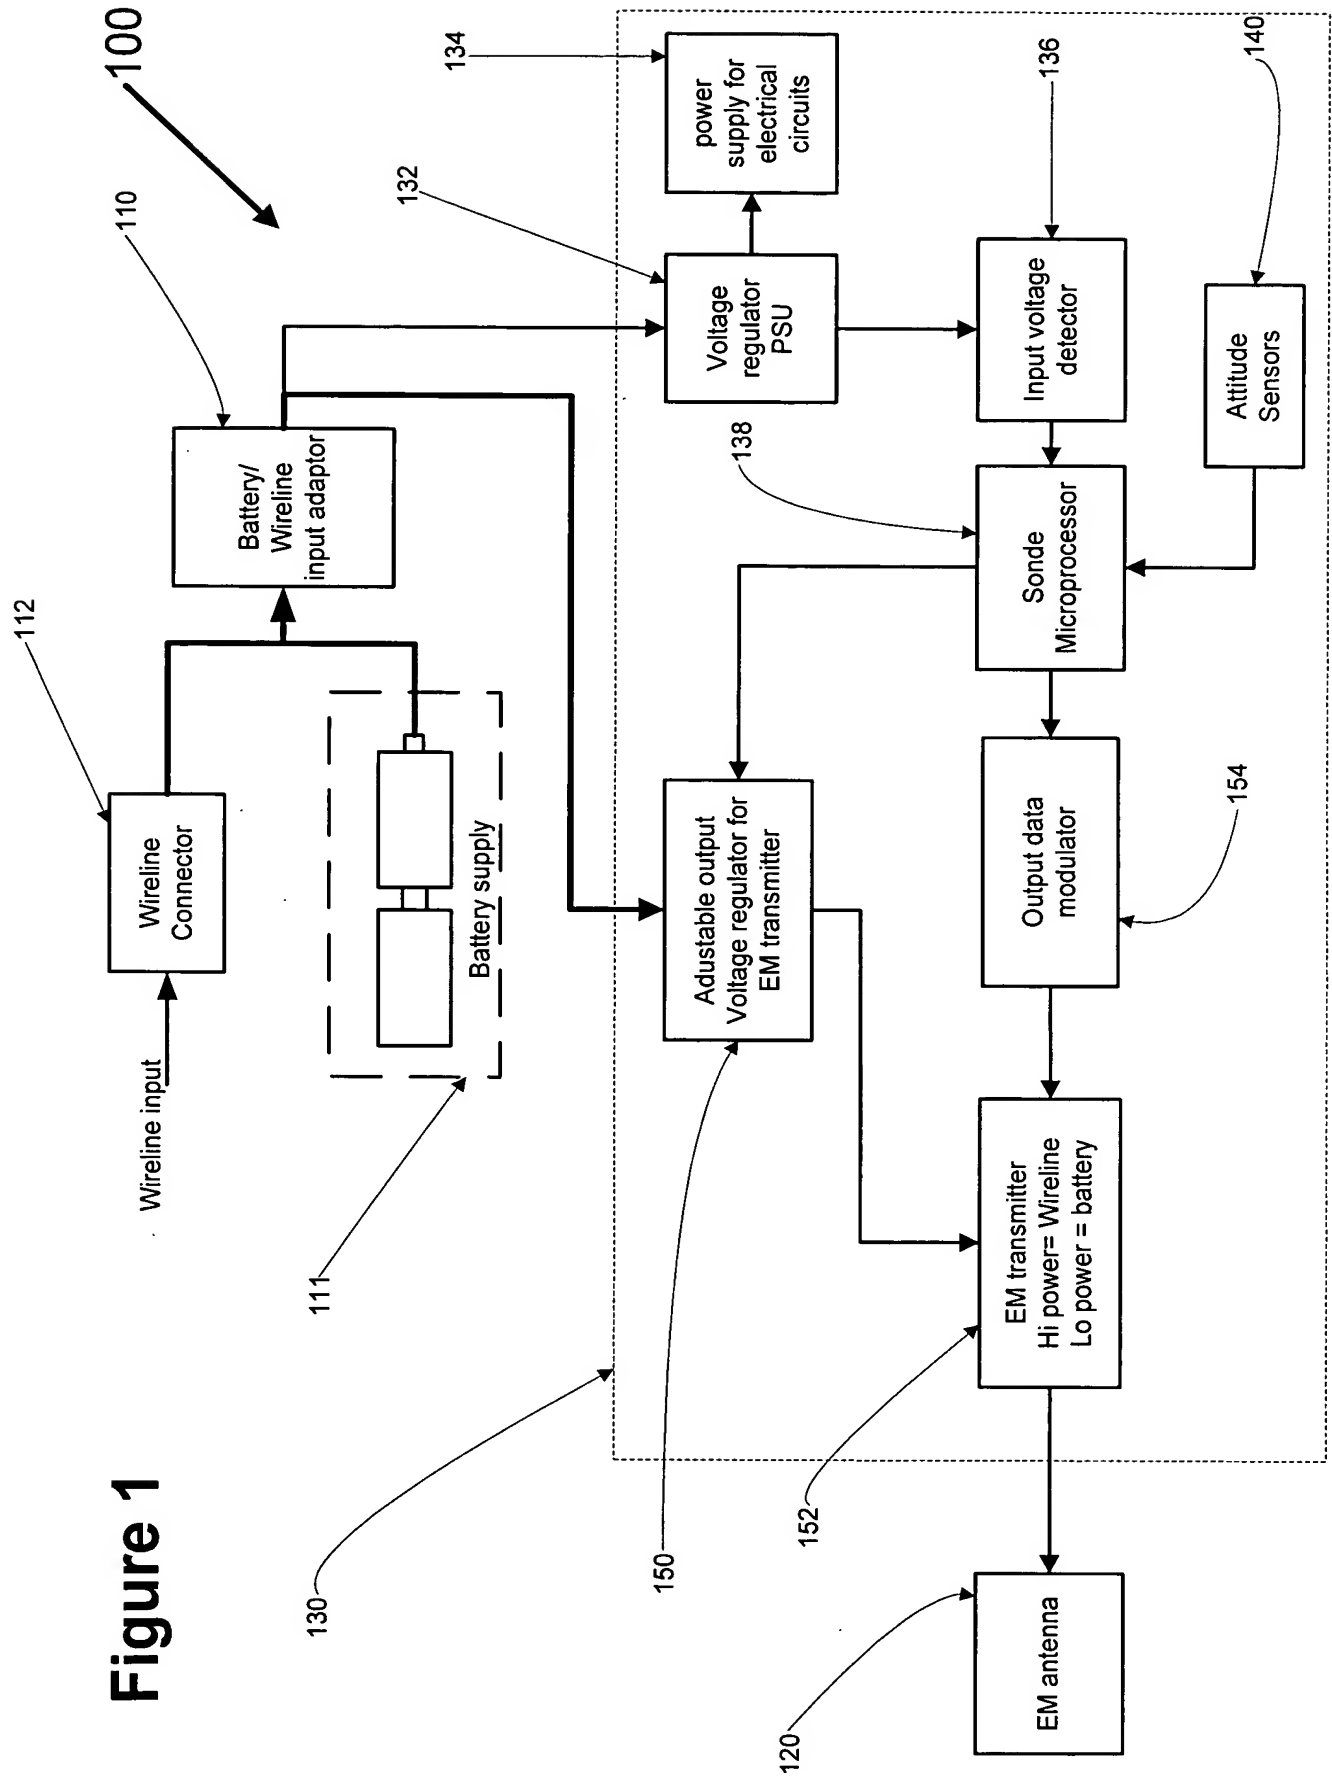 Figure 1
100
112
110
Wireline input
Wireline
Connector
Battery/
Wireline
input adaptor
111
Battery supply
132
134
130
150
Adustable output
Voltage regulator for
EM transmitter
Voltage
regulator
PSU
power
supply for
electrical
circuits
138
136
120
152
EM antenna
EM transmitter
Hi power= Wireline
Lo power = battery
Output data
modulator
Sonde
Microprocessor
Input voltage
detector
154
140
Attitude
Sensors